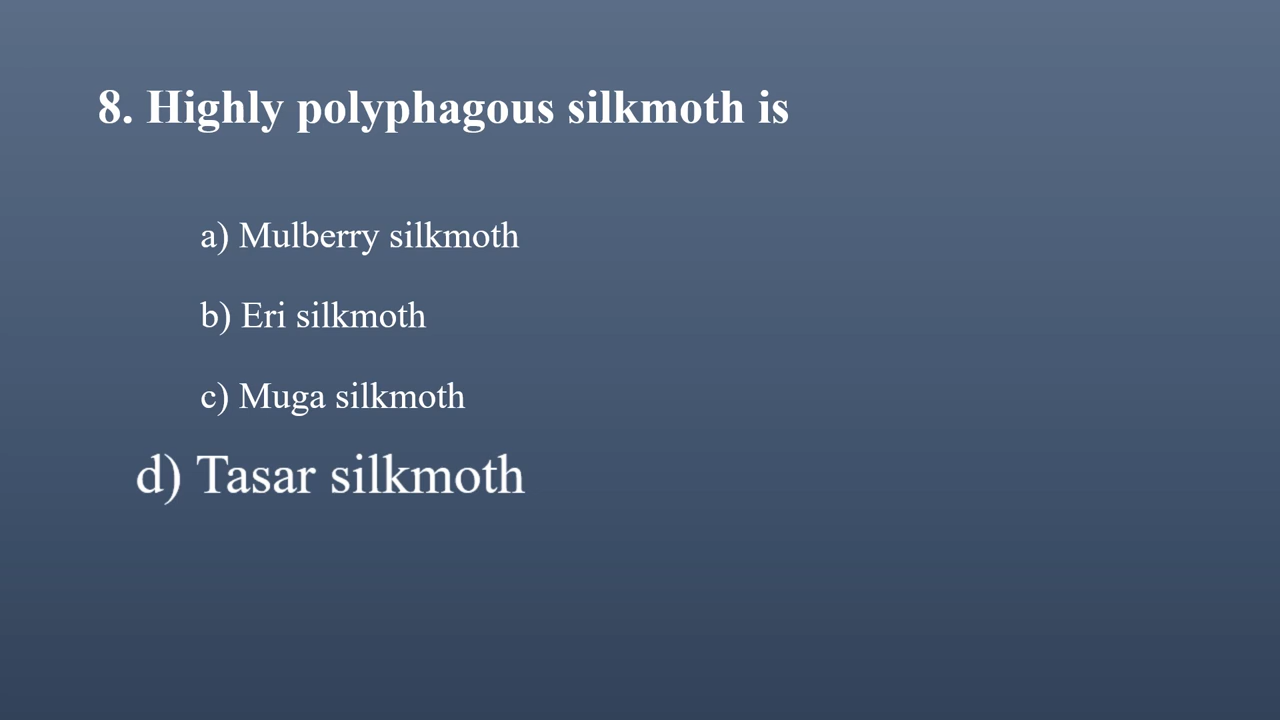 8. Highly polyphagous silkmoth is
a) Mulberry silkmoth
b) Eri silkmoth
c) Muga silkmoth
d) Tasar silkmoth